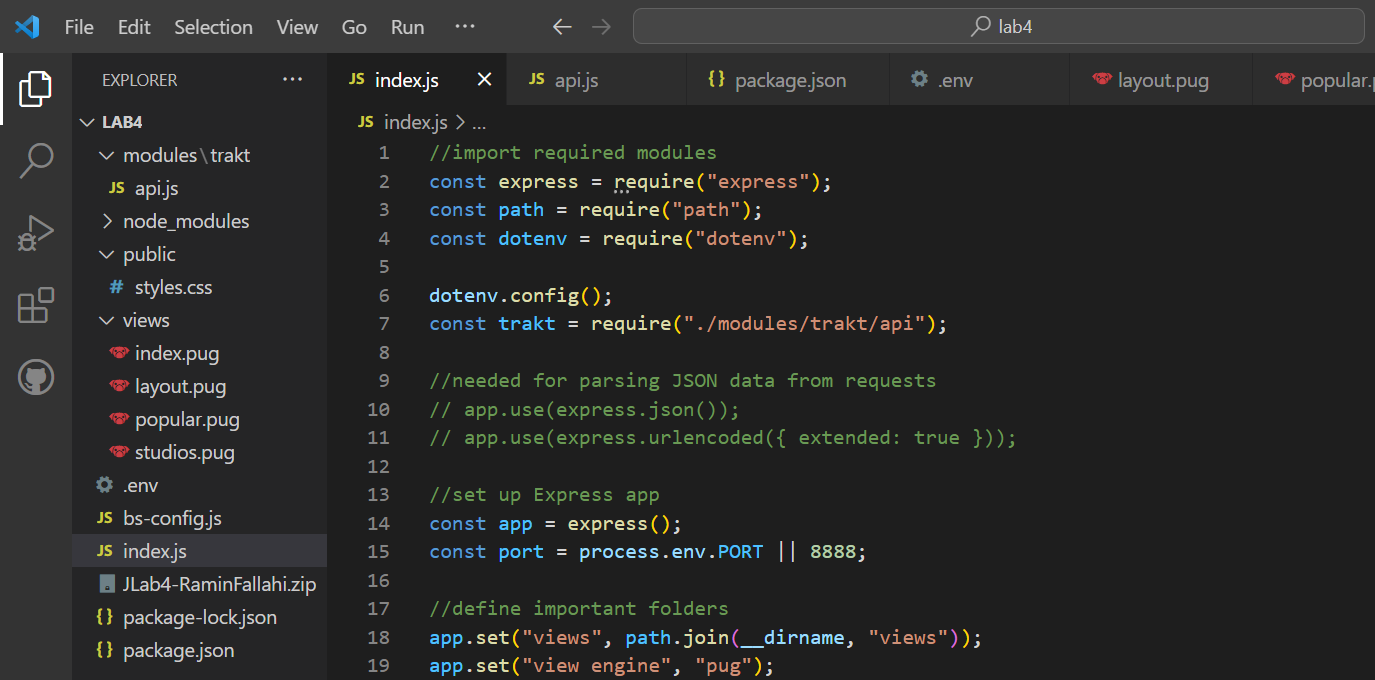 File Edit Selection View Go Run ··· lab4
EXPLORER ···
LAB4
modules\trakt
JS api.js
node_modules
public
# styles.css
views
index.pug
layout.pug
popular.pug
studios.pug
.env
JS bs-config.js
JS index.js
JLab4-RaminFallahi.zip
{} package-lock.json
{} package.json
JS index.js JS api.js {} package.json .env layout.pug popular.p
JS index.js > ...
1 //import required modules
2 const express = require("express");
3 const path = require("path");
4 const dotenv = require("dotenv");
5
6 dotenv.config();
7 const trakt = require("./modules/trakt/api");
8
9 //needed for parsing JSON data from requests
10 // app.use(express.json());
11 // app.use(express.urlencoded({ extended: true }));
12
13 //set up Express app
14 const app = express();
15 const port = process.env.PORT || 8888;
16
17 //define important folders
18 app.set("views", path.join(__dirname, "views"));
19 app.set("view engine", "pug");